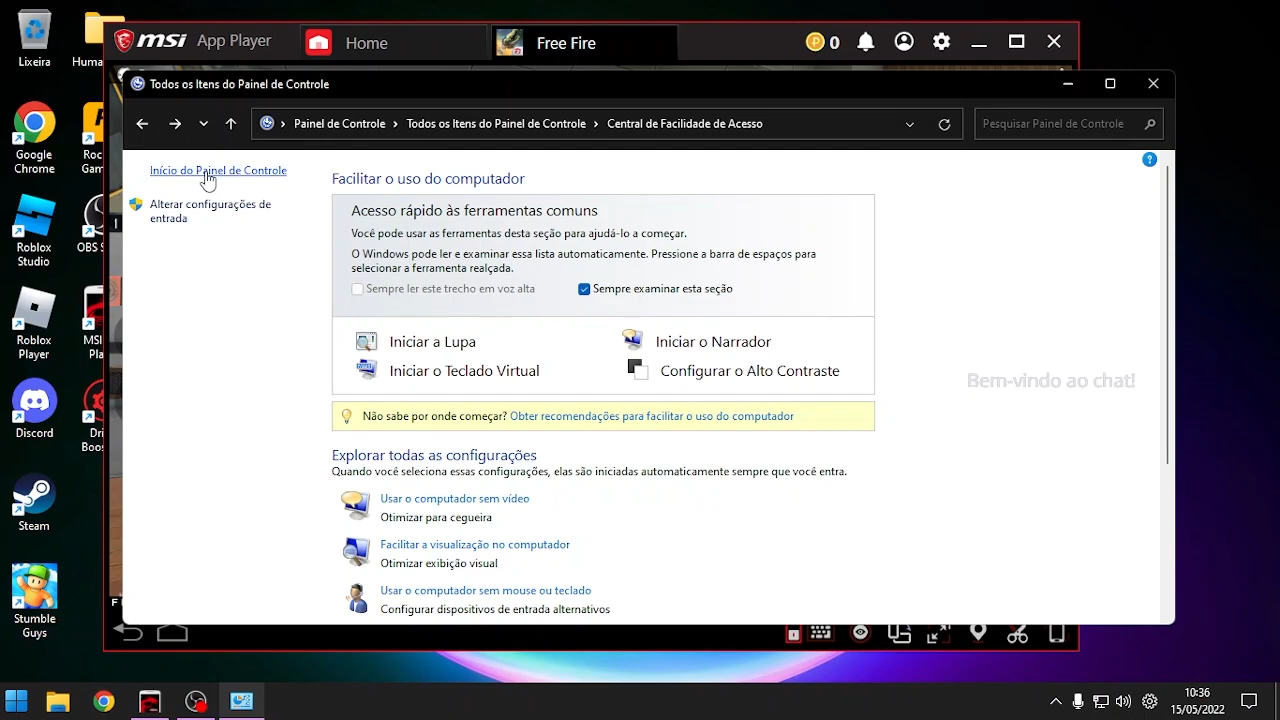 Lixeira
Huma
Google
Chrome
Roc
Gam
Roblox
Studio
OBS S
Roblox
Player
MSI
Pla
Discord
Dri
Boos
Steam
Stumble
Guys
msi App Player
Home
Free Fire
0
Todos os Itens do Painel de Controle
Painel de Controle > Todos os Itens do Painel de Controle > Central de Facilidade de Acesso
Pesquisar Painel de Controle
Início do Painel de Controle
Alterar configurações de
entrada
Facilitar o uso do computador
Acesso rápido às ferramentas comuns
Você pode usar as ferramentas desta seção para ajudá-lo a começar.
O Windows pode ler e examinar essa lista automaticamente. Pressione a barra de espaços para
selecionar a ferramenta realçada.
Sempre ler este trecho em voz alta
Sempre examinar esta seção
Iniciar a Lupa
Iniciar o Narrador
Iniciar o Teclado Virtual
Configurar o Alto Contraste
Não sabe por onde começar? Obter recomendações para facilitar o uso do computador
Explorar todas as configurações
Quando você seleciona essas configurações, elas são iniciadas automaticamente sempre que você entra.
Usar o computador sem vídeo
Otimizar para cegueira
Facilitar a visualização no computador
Otimizar exibição visual
Usar o computador sem mouse ou teclado
Configurar dispositivos de entrada alternativos
Bem-vindo ao chat!
10:36
15/05/2022